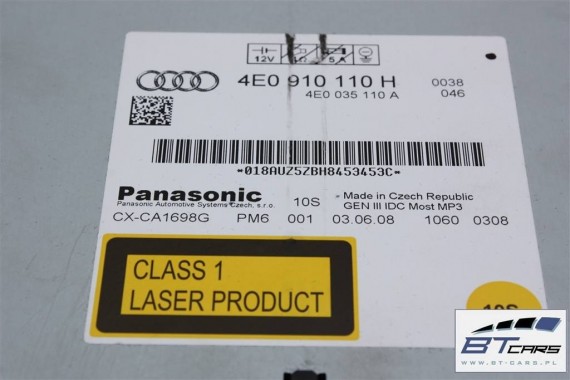 12V 5A
4E0 910 110 H 0038
4E0 035 110 A 046
*018AUZ5ZBH8453453C*
Panasonic 10S Made in Czech Republic
Panasonic Automotive Systems Czech, s.r.o. GEN III IDC Most MP3
CX-CA1698G PM6 001 03.06.08 1060 0308
CLASS 1
LASER PRODUCT
10S
BTCARS
WWW.BT-CARS.PL